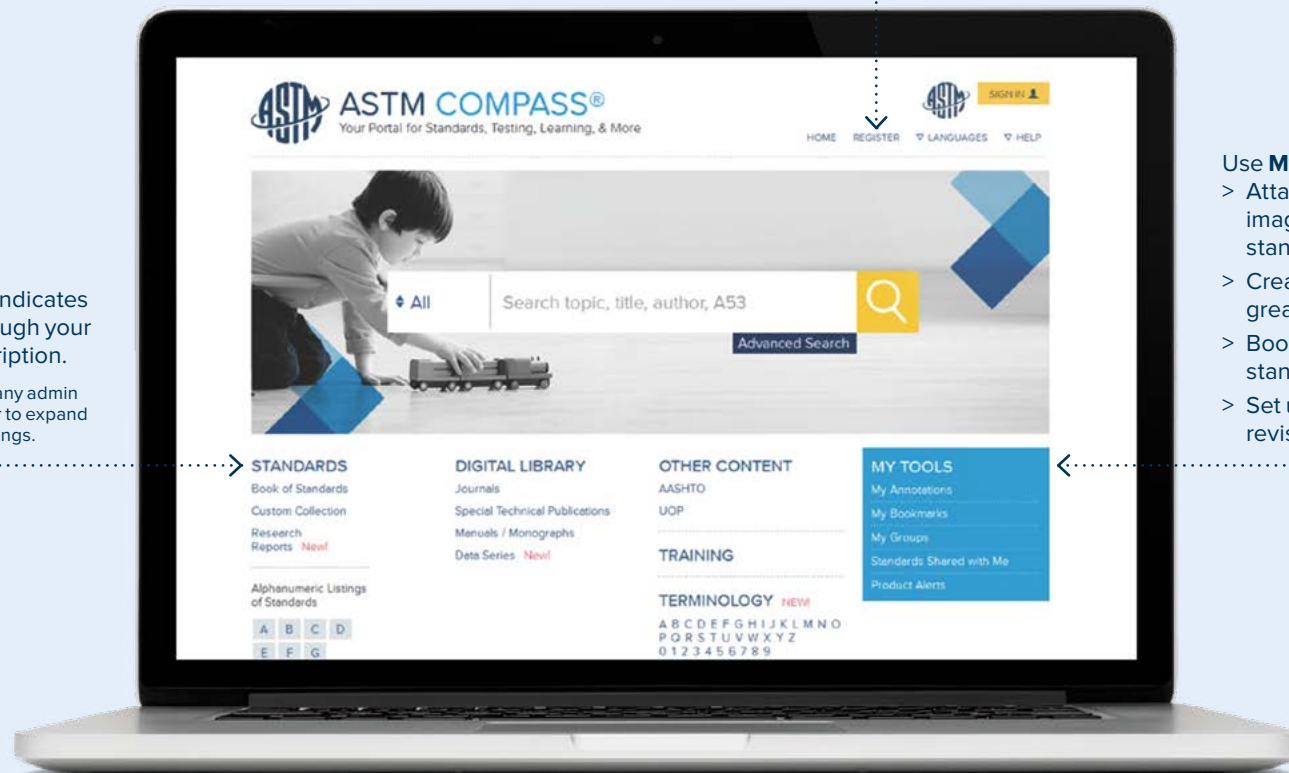 ASTM
ASTM COMPASS®
Your Portal for Standards, Testing, Learning, & More
ASTM
SIGN IN
HOME REGISTER ▽ LANGUAGES ▽ HELP
All
Search topic, title, author, A53
Advanced Search
ndicates
ough your
ription.
any admin
r to expand
ngs.
STANDARDS
Book of Standards
Custom Collection
Research
Reports New!
Alphanumeric Listings
of Standards
A B C D
E F G
DIGITAL LIBRARY
Journals
Special Technical Publications
Manuals / Monographs
Data Series New!
OTHER CONTENT
AASHTO
UOP
TRAINING
TERMINOLOGY NEW!
A B C D E F G H I J K L M N O
P Q R S T U V W X Y Z
0 1 2 3 4 5 6 7 8 9
MY TOOLS
My Annotations
My Bookmarks
My Groups
Standards Shared with Me
Product Alerts
Use M
> Atta
imag
stan
> Crea
grea
> Boo
stan
> Set u
revis